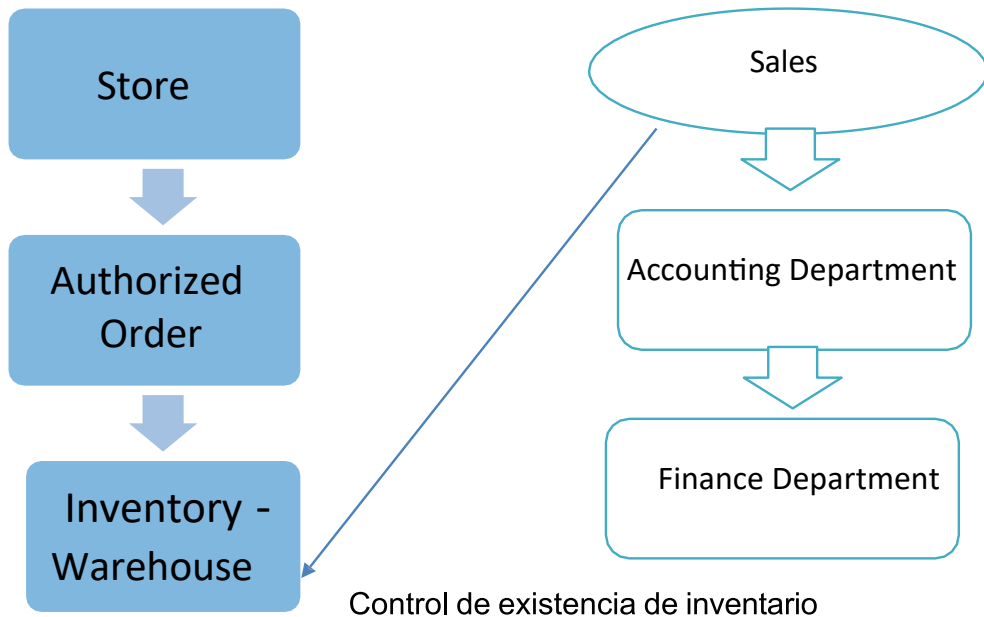 Store
Authorized
Order
Inventory -
Warehouse
Sales
Accounting Department
Finance Department
Control de existencia de inventario